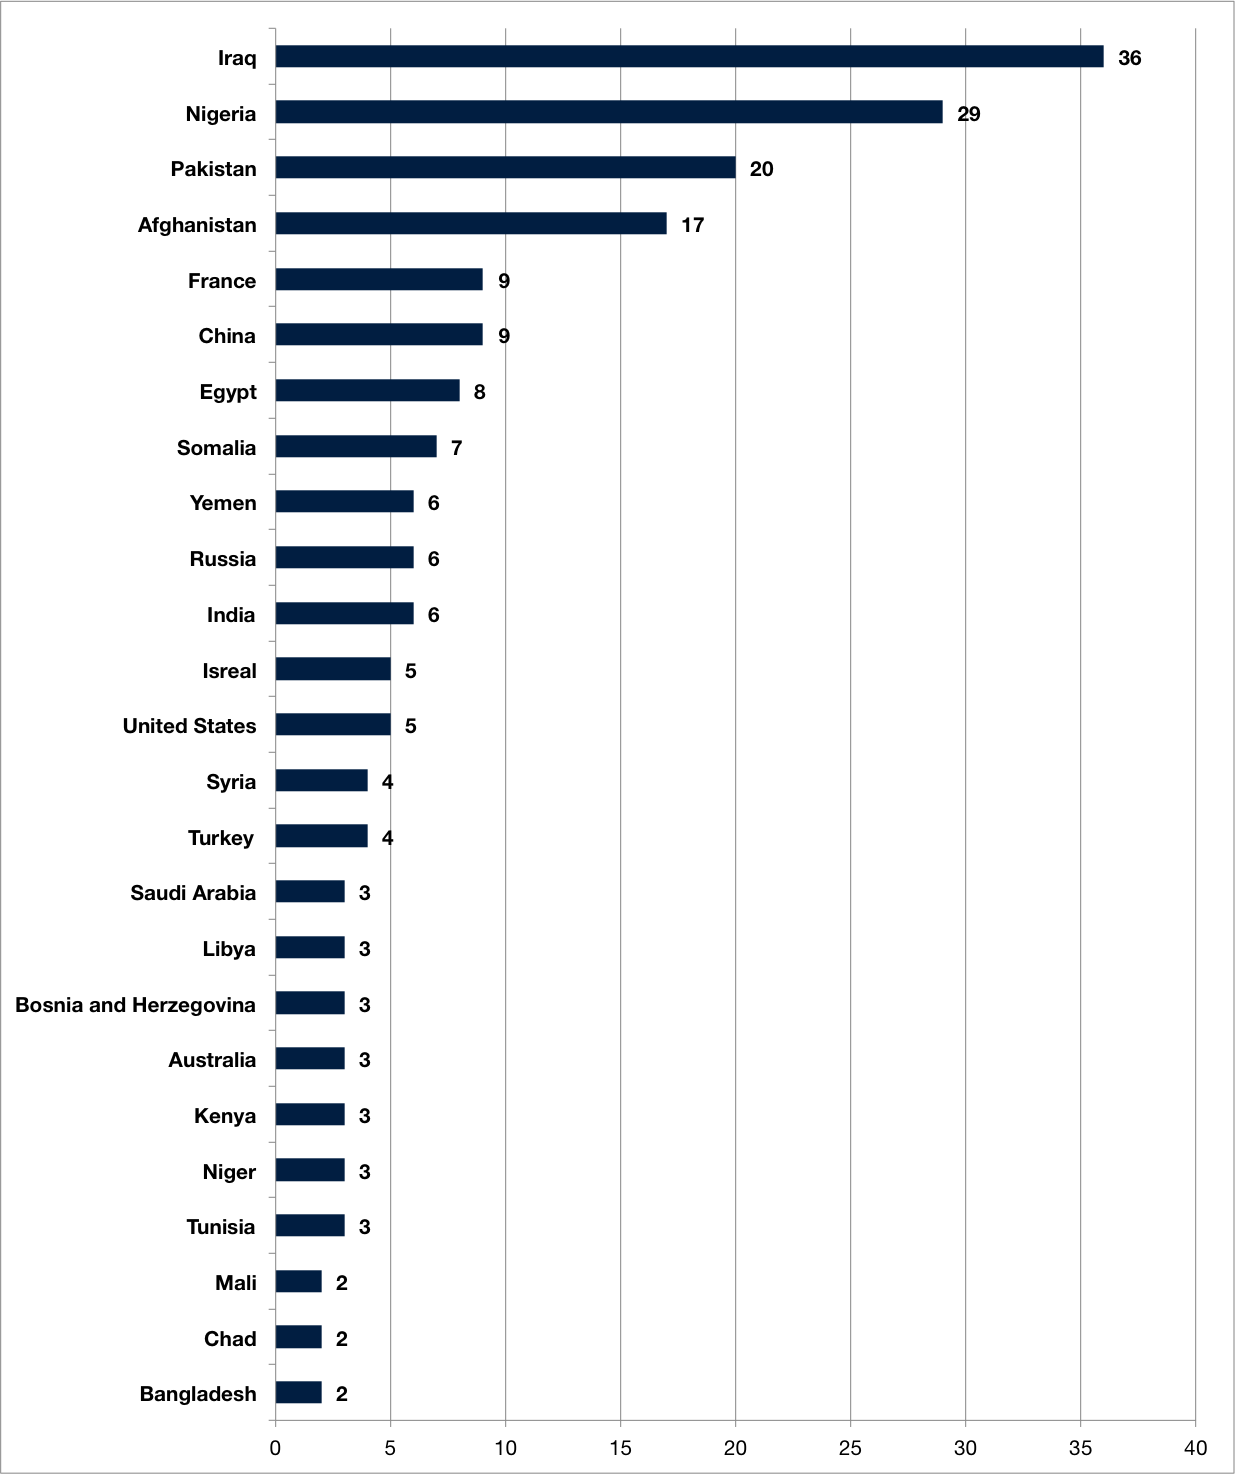 Iraq 36
Nigeria 29
Pakistan 20
Afghanistan 17
France 9
China 9
Egypt 8
Somalia 7
Yemen 6
Russia 6
India 6
Isreal 5
United States 5
Syria 4
Turkey 4
Saudi Arabia 3
Libya 3
Bosnia and Herzegovina 3
Australia 3
Kenya 3
Niger 3
Tunisia 3
Mali 2
Chad 2
Bangladesh 2
0 5 10 15 20 25 30 35 40